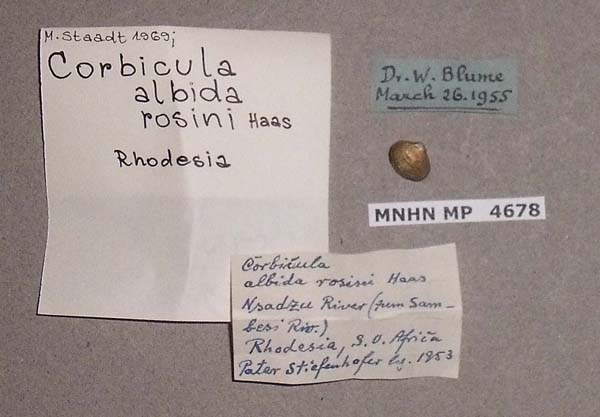 M. Staadt 1969;
Corbicula
albida
rosini Haas
Rhodesia
Dr. W. Blume
March 26. 1955
MNHN MP 4678
Corbicula
albida rosini Haas
Nsadzu River (zum Sam-
besi Riv.)
Rhodesia, S. O. Africa
Pater Stiefenhofer lg. 1953